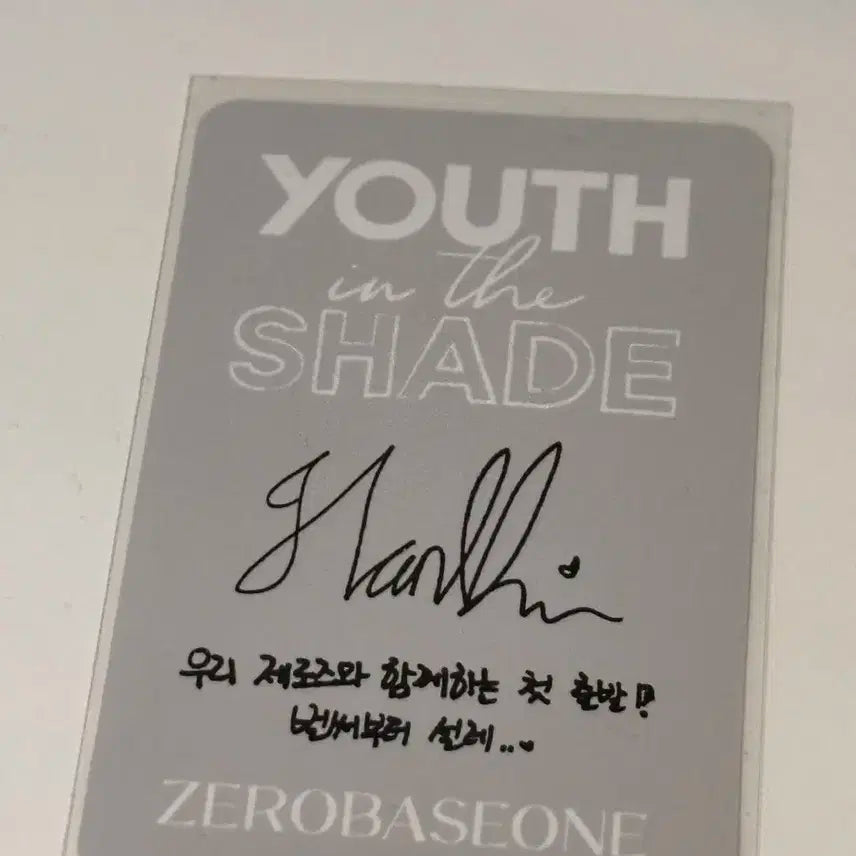 YOUTH
in the
SHADE
Hanbin
우리 제로즈와 함께하는 첫 출발!
벌써부터 설레..
ZEROBASEONE